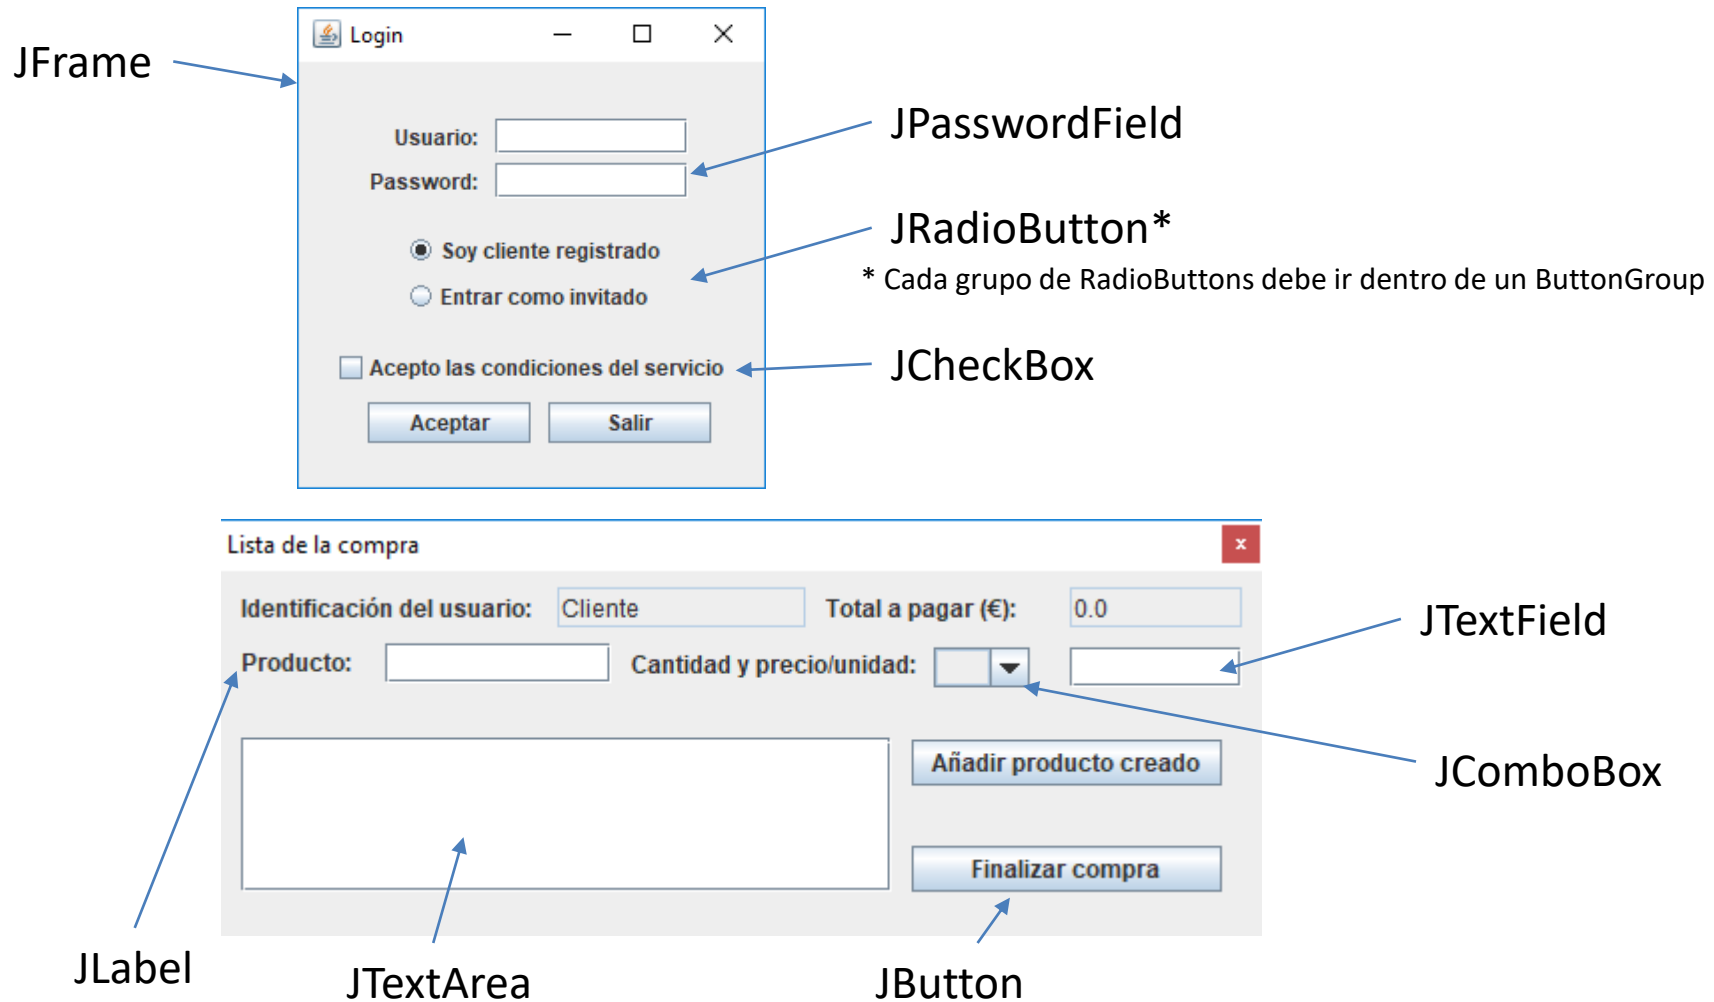 Login
JFrame
JPasswordField
Usuario:
Password:
JRadioButton*
* Cada grupo de RadioButtons debe ir dentro de un ButtonGroup
Soy cliente registrado
Entrar como invitado
JCheckBox
Acepto las condiciones del servicio
Aceptar Salir
Lista de la compra x
Identificación del usuario: Cliente Total a pagar (€): 0.0
JTextField
Producto: Cantidad y precio/unidad:
Añadir producto creado
JComboBox
Finalizar compra
JLabel
JTextArea
JButton